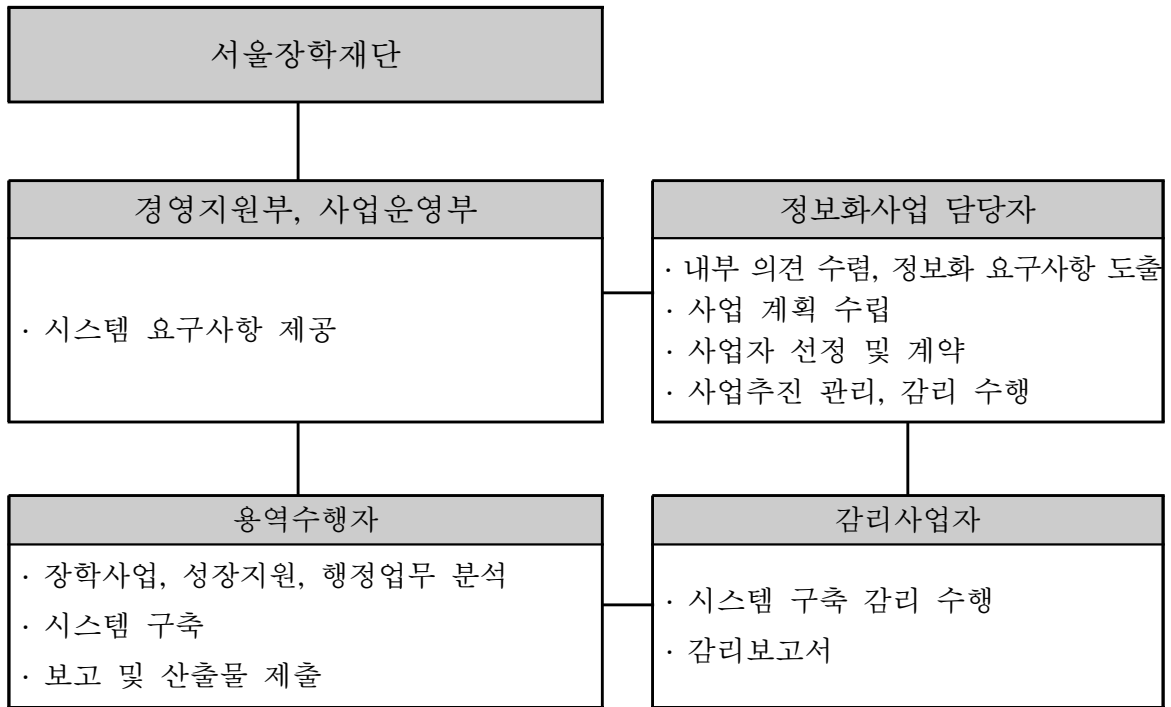 서울장학재단
경영지원부, 사업운영부
· 시스템 요구사항 제공
정보화사업 담당자
· 내부 의견 수렴, 정보화 요구사항 도출
· 사업 계획 수립
· 사업자 선정 및 계약
· 사업추진 관리, 감리 수행
용역수행자
· 장학사업, 성장지원, 행정업무 분석
· 시스템 구축
· 보고 및 산출물 제출
감리사업자
· 시스템 구축 감리 수행
· 감리보고서